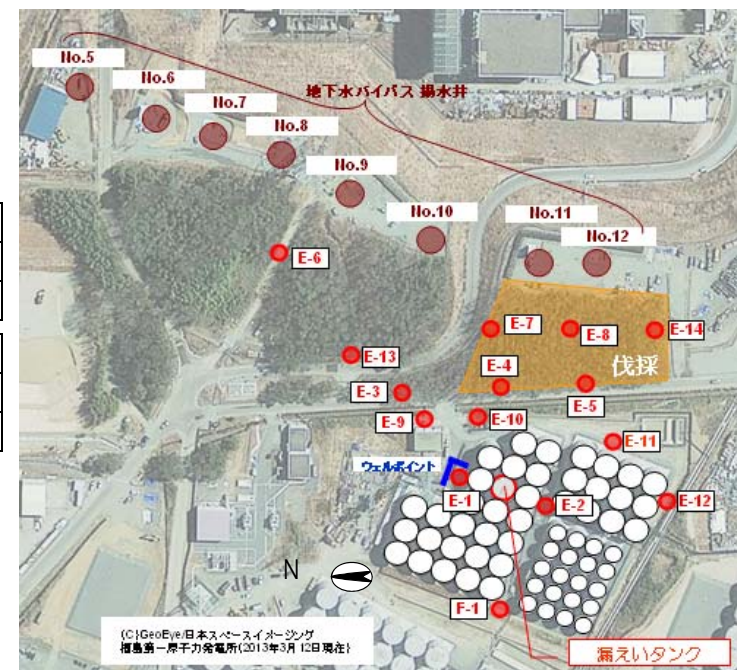 No.5
No.6
No.7
地下水バイパス 揚水井
No.8
No.9
No.10
No.11
No.12
E-6
E-7
E-8
E-14
E-13
伐採
E-4
E-3
E-5
E-9
E-10
E-11
ウェルポイント
E-1
E-2
E-12
N
F-1
(C)GeoEye/日本スペースイメージング
福島第一原子力発電所(2013年3月12日現在)
漏えいタンク